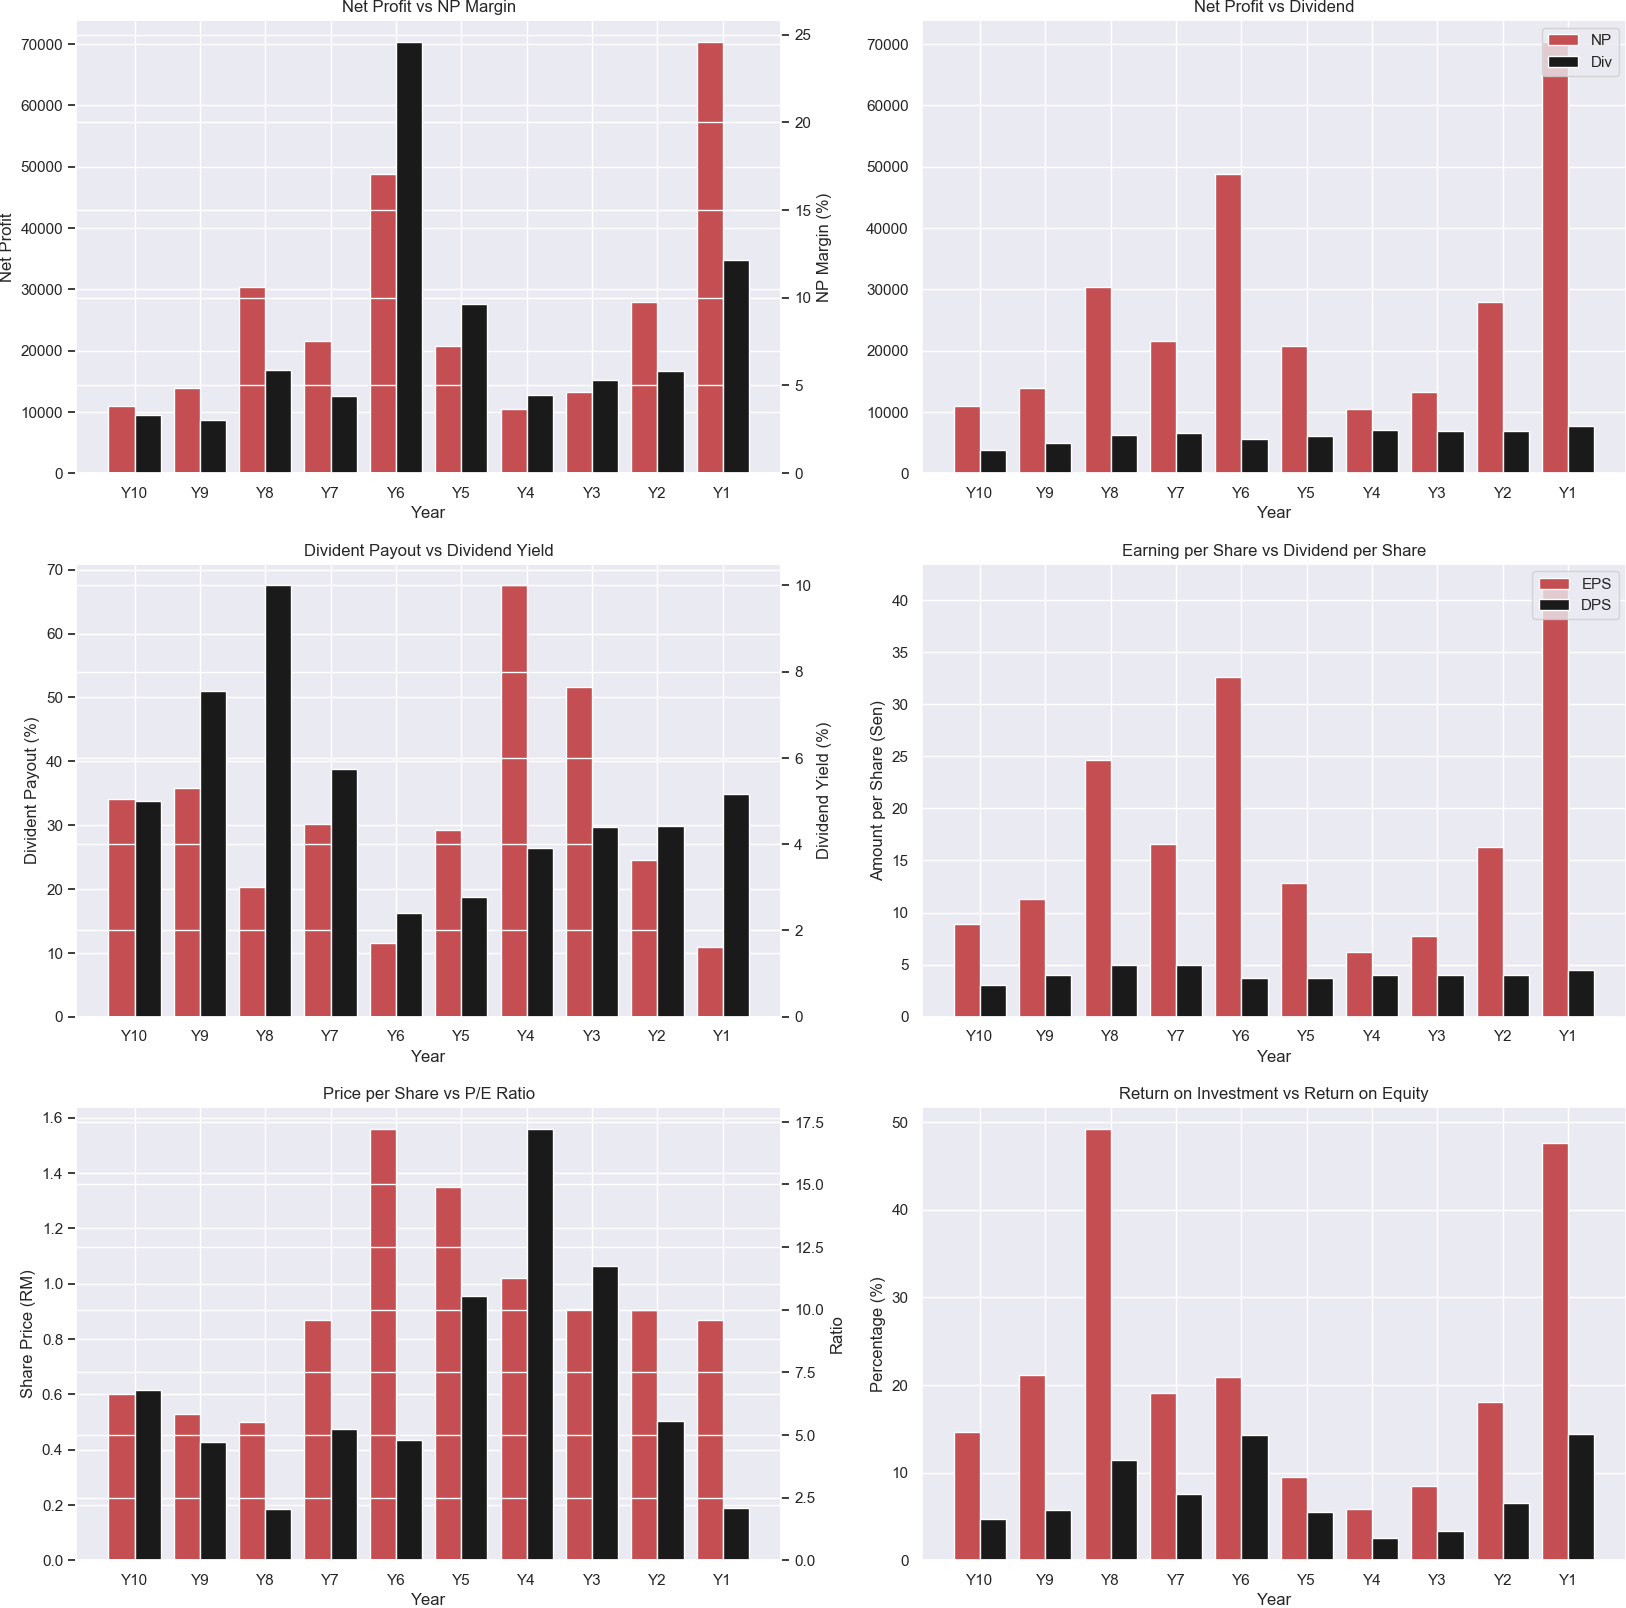 Net Profit vs NP Margin
Net Profit
70000
60000
50000
40000
30000
20000
10000
0
25
20
15
10
5
0
NP Margin (%)
Y10 Y9 Y8 Y7 Y6 Y5 Y4 Y3 Y2 Y1
Year
Net Profit vs Dividend
NP
Div
70000
60000
50000
40000
30000
20000
10000
0
Y10 Y9 Y8 Y7 Y6 Y5 Y4 Y3 Y2 Y1
Year
Divident Payout vs Dividend Yield
Divident Payout (%)
70
60
50
40
30
20
10
0
10
8
6
4
2
0
Dividend Yield (%)
Y10 Y9 Y8 Y7 Y6 Y5 Y4 Y3 Y2 Y1
Year
Earning per Share vs Dividend per Share
EPS
DPS
Amount per Share (Sen)
40
35
30
25
20
15
10
5
0
Y10 Y9 Y8 Y7 Y6 Y5 Y4 Y3 Y2 Y1
Year
Price per Share vs P/E Ratio
Share Price (RM)
1.6
1.4
1.2
1.0
0.8
0.6
0.4
0.2
0.0
17.5
15.0
12.5
10.0
7.5
5.0
2.5
0.0
Ratio
Y10 Y9 Y8 Y7 Y6 Y5 Y4 Y3 Y2 Y1
Year
Return on Investment vs Return on Equity
Percentage (%)
50
40
30
20
10
0
Y10 Y9 Y8 Y7 Y6 Y5 Y4 Y3 Y2 Y1
Year